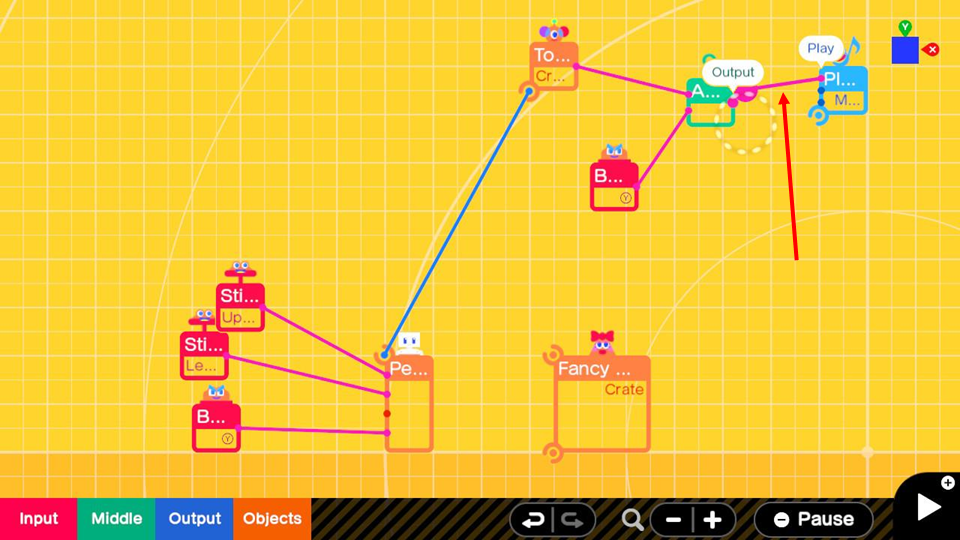 To...
Cr...
Play
Output
Y
X
A...
Pl...
M...
B...
Y
Sti...
Up...
Sti...
Le...
Pe...
Fancy ...
Crate
B...
Y
Input
Middle
Output
Objects
Pause